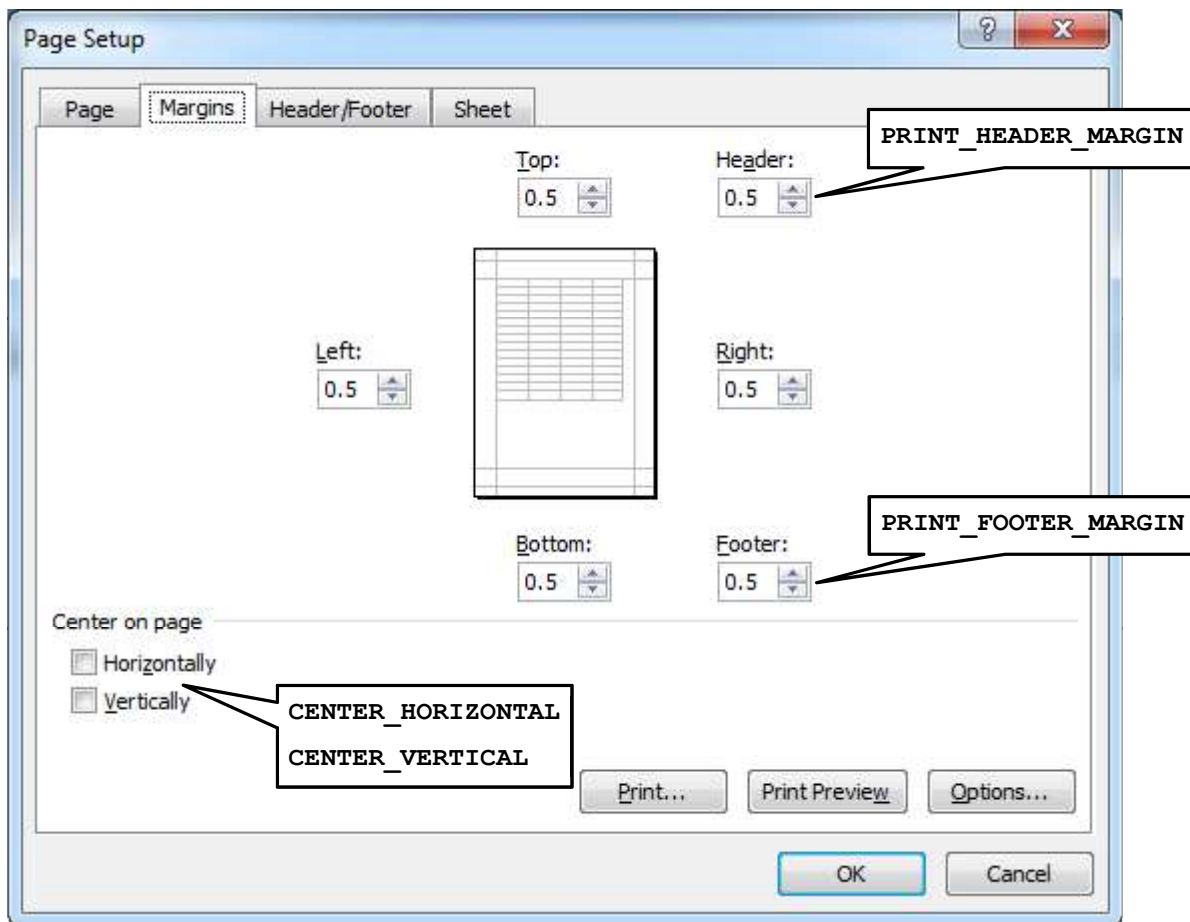 Page Setup
Page Margins Header/Footer Sheet
PRINT_HEADER_MARGIN
Top: Header:
0.5 0.5
Left: Right:
0.5 0.5
PRINT_FOOTER_MARGIN
Bottom: Footer:
0.5 0.5
Center on page
Horizontally
Vertically
CENTER_HORIZONTAL
CENTER_VERTICAL
Print... Print Preview Options...
OK Cancel